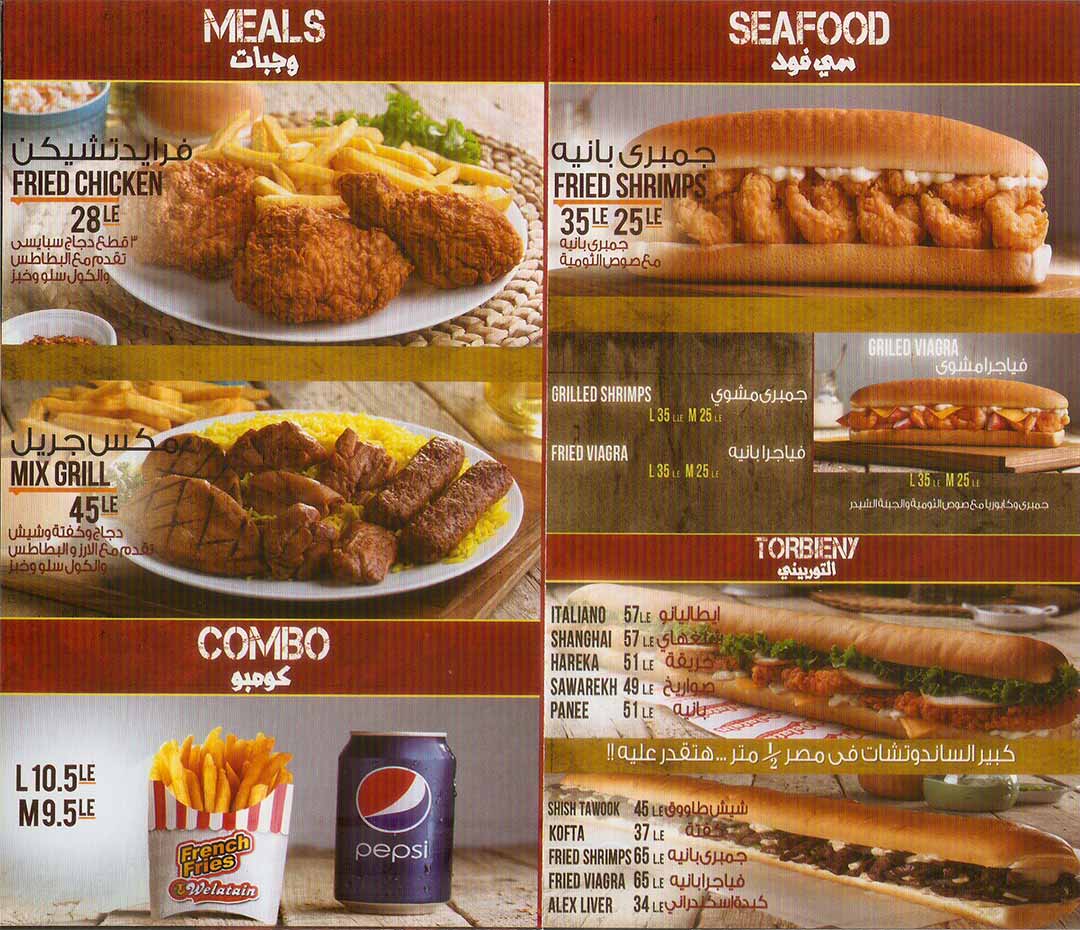 MEALS
وجبات
فرايد تشيكن
FRIED CHICKEN
28 LE
٣ قطع دجاج سبايسى
تقدم مع البطاطس
والكول سلو وخبز
مكس جريل
MIX GRILL
45 LE
دجاج وكفتة وشيش
تقدم مع الارز والبطاطس
والكول سلو وخبز
COMBO
كومبو
L 10.5 LE
M 9.5 LE
French
Fries
Welatain
pepsi
SEAFOOD
سي فود
جمبرى بانيه
FRIED SHRIMPS
35 LE 25 LE
جمبرى بانيه
مع صوص الثومية
GRILLED SHRIMPS جمبرى مشوي
L 35 LE M 25 LE
FRIED VIAGRA فياجرا بانيه
L 35 LE M 25 LE
GRILED VIAGRA
فياجرا مشوى
L 35 LE M 25 LE
جمبرى وكابوريا مع صوص الثومية والجبنة الشيدر
TORBIENY
التوربيني
ITALIANO 57 LE ايطاليانو
SHANGHAI 57 LE شنغهاي
HAREKA 51 LE حريقة
SAWAREKH 49 LE صواريخ
PANEE 51 LE بانيه
كبير الساندوتشات فى مصر ½ متر ... هتقدر عليه !!
SHISH TAWOOK 45 LE شيش طاووق
KOFTA 37 LE كفتة
FRIED SHRIMPS 65 LE جمبرى بانيه
FRIED VIAGRA 65 LE فياجرا بانيه
ALEX LIVER 34 LE كبدة اسكندراني